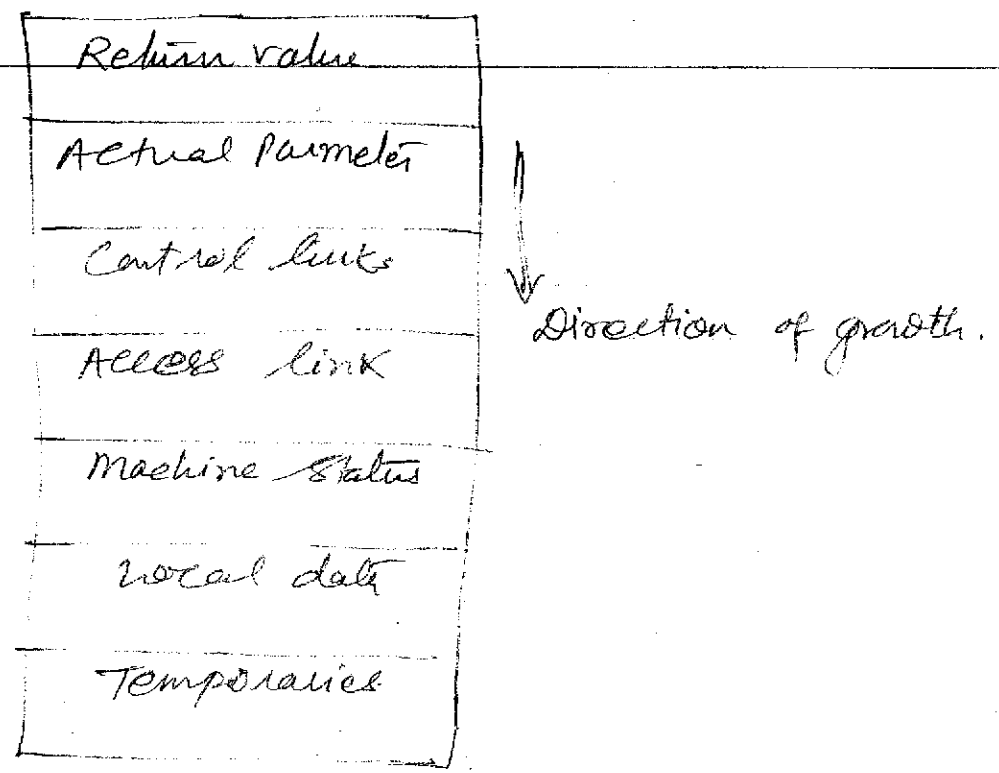 Return value
Actual Parmeter
Control links
Access link
Direction of growth.
Machine Status
Local data
Temporaries